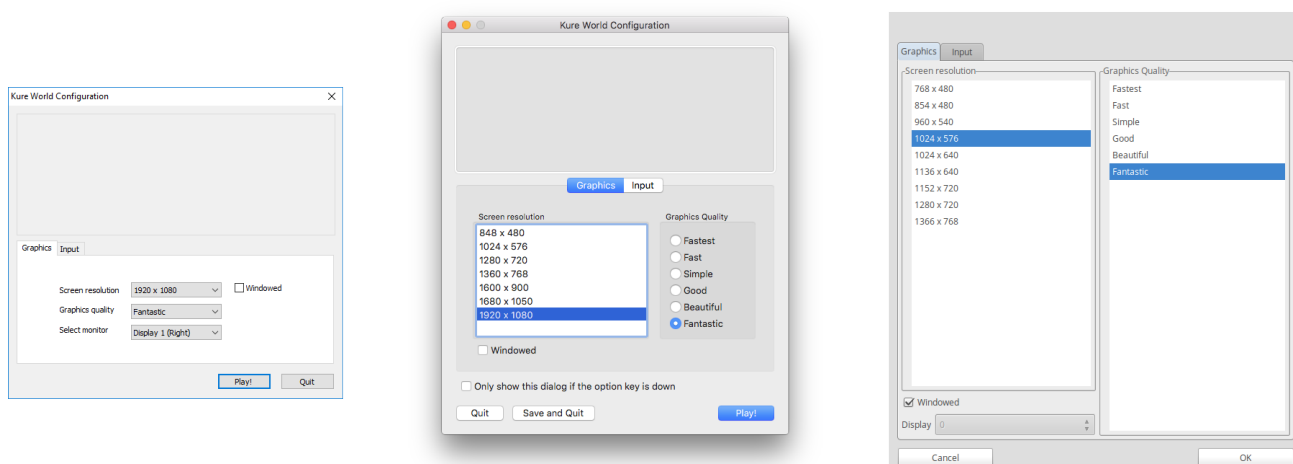 Kure World Configuration
Graphics Input
Screen resolution 1920 x 1080 Windowed
Graphics quality Fantastic
Select monitor Display 1 (Right)
Play! Quit
Kure World Configuration
Graphics Input
Screen resolution
848 x 480
1024 x 576
1280 x 720
1360 x 768
1600 x 900
1680 x 1050
1920 x 1080
Graphics Quality
Fastest
Fast
Simple
Good
Beautiful
Fantastic
Windowed
Only show this dialog if the option key is down
Quit Save and Quit Play!
Graphics Input
Screen resolution
768 x 480
854 x 480
960 x 540
1024 x 576
1024 x 640
1136 x 640
1152 x 720
1280 x 720
1366 x 768
Graphics Quality
Fastest
Fast
Simple
Good
Beautiful
Fantastic
Windowed
Display 0
Cancel OK